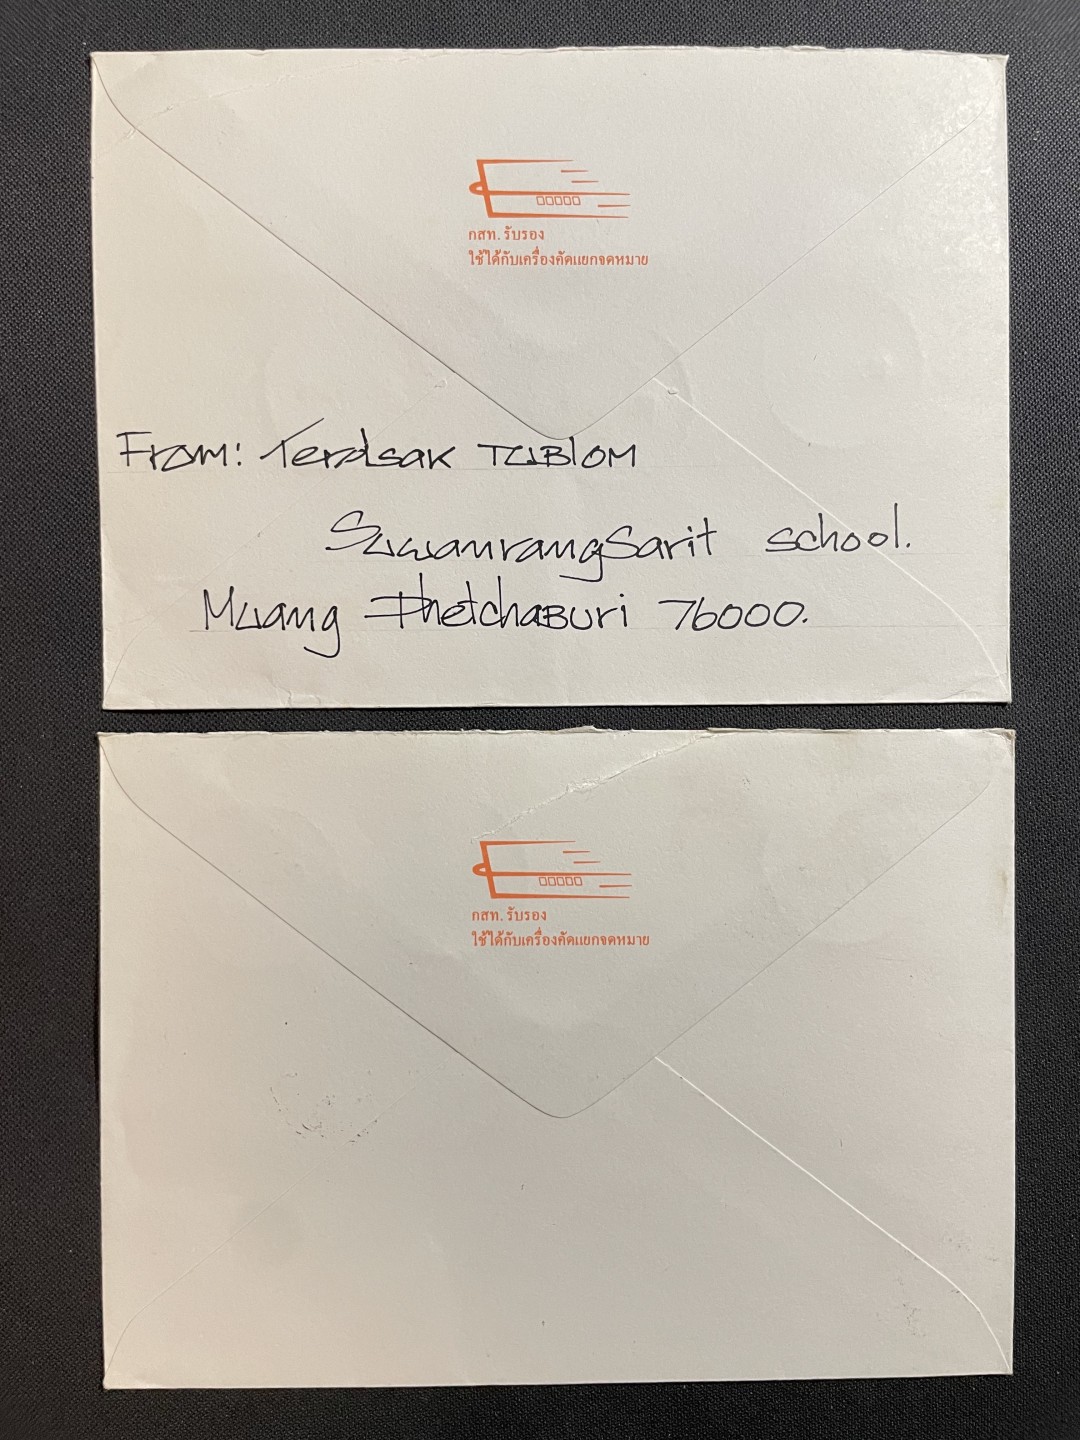 กสท. รับรอง
ใช้ได้กับเครื่องคัดแยกจดหมาย
From: Terdsak TUBlOM
SuwanrangSarit school.
Muang PhetchaBuri 76000.
กสท. รับรอง
ใช้ได้กับเครื่องคัดแยกจดหมาย